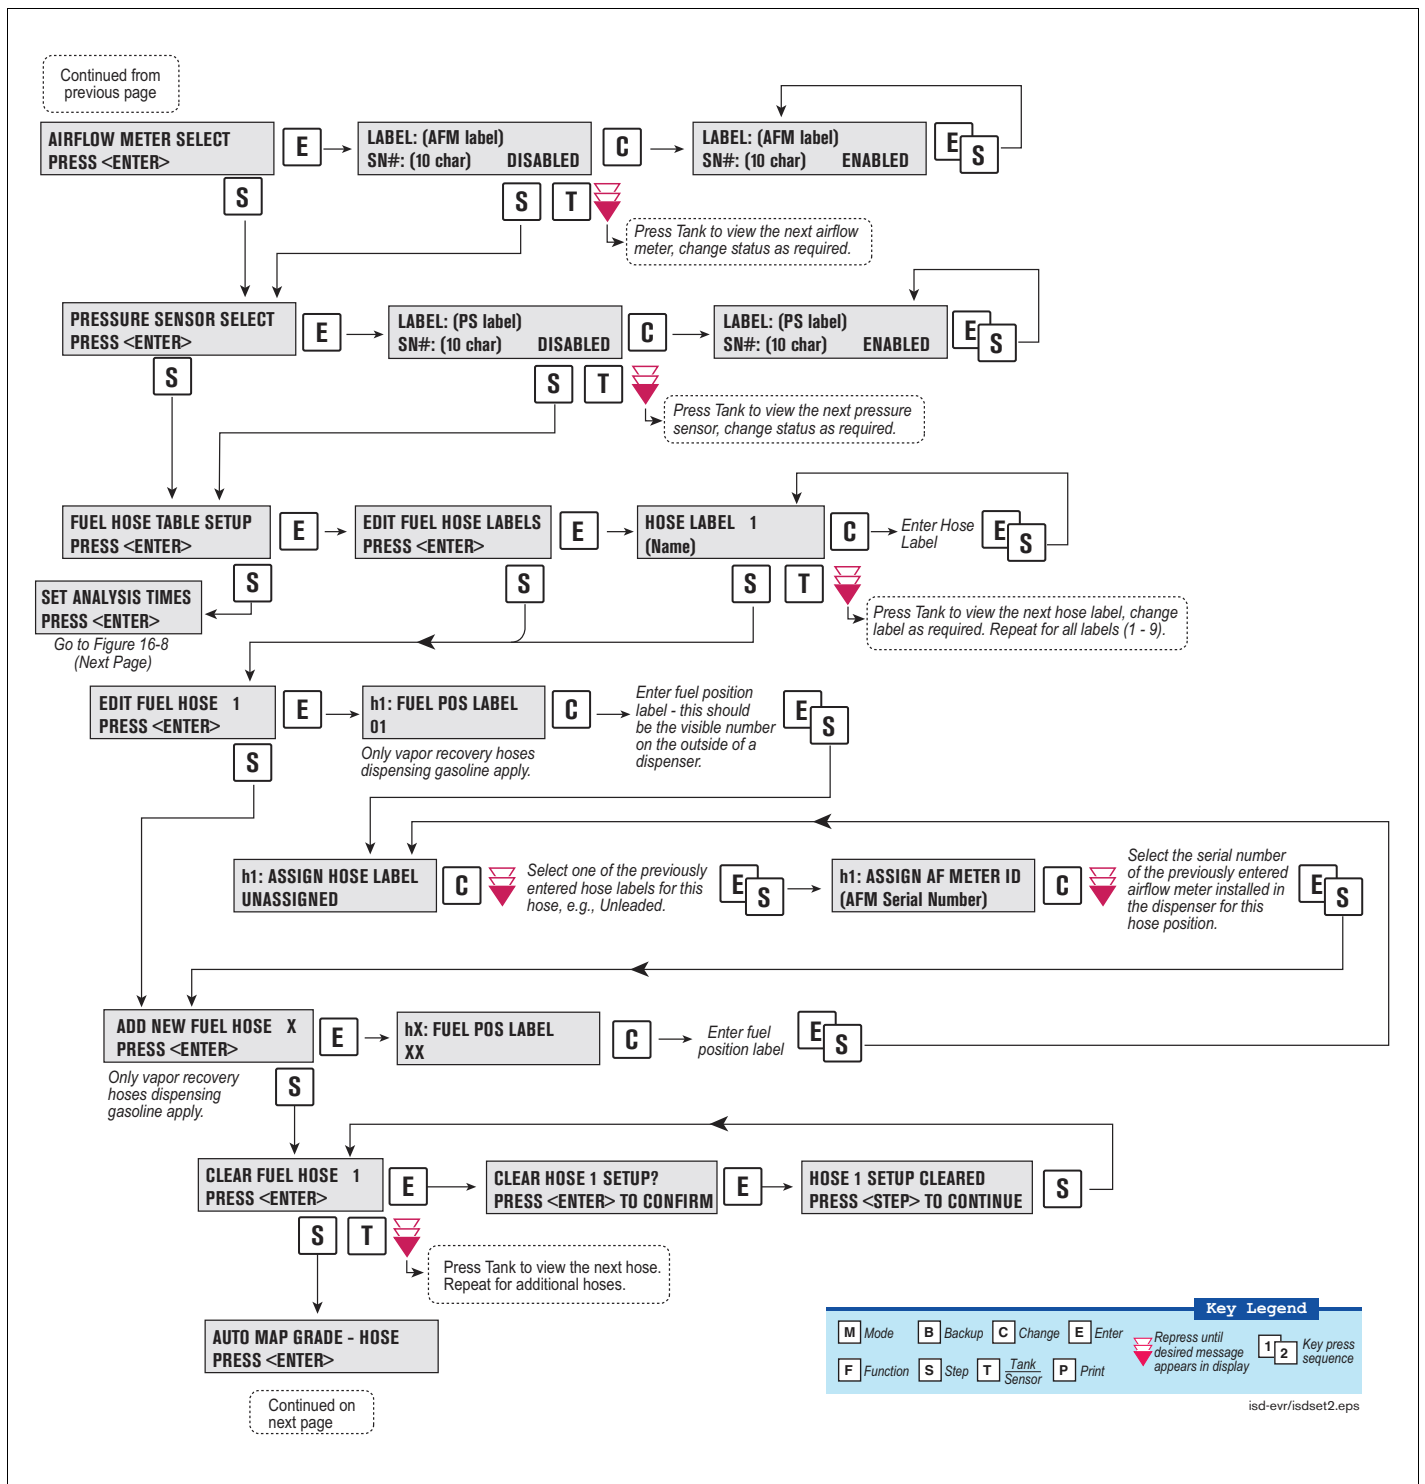 Continued from
previous page
AIRFLOW METER SELECT
PRESS <ENTER>
E
LABEL: (AFM label)
SN#: (10 char) DISABLED
C
LABEL: (AFM label)
SN#: (10 char) ENABLED
E
S
S
S
T
Press Tank to view the next airflow
meter, change status as required.
PRESSURE SENSOR SELECT
PRESS <ENTER>
E
LABEL: (PS label)
SN#: (10 char) DISABLED
C
LABEL: (PS label)
SN#: (10 char) ENABLED
E
S
S
S
T
Press Tank to view the next pressure
sensor, change status as required.
FUEL HOSE TABLE SETUP
PRESS <ENTER>
E
EDIT FUEL HOSE LABELS
PRESS <ENTER>
E
HOSE LABEL 1
(Name)
C
Enter Hose
Label
E
S
S
S
S
T
SET ANALYSIS TIMES
PRESS <ENTER>
Go to Figure 16-8
(Next Page)
Press Tank to view the next hose label, change
label as required. Repeat for all labels (1 - 9).
EDIT FUEL HOSE 1
PRESS <ENTER>
E
h1: FUEL POS LABEL
01
Only vapor recovery hoses
dispensing gasoline apply.
C
Enter fuel position
label - this should
be the visible number
on the outside of a
dispenser.
E
S
S
h1: ASSIGN HOSE LABEL
UNASSIGNED
C
Select one of the previously
entered hose labels for this
hose, e.g., Unleaded.
E
S
h1: ASSIGN AF METER ID
(AFM Serial Number)
C
Select the serial number
of the previously entered
airflow meter installed in
the dispenser for this
hose position.
E
S
ADD NEW FUEL HOSE X
PRESS <ENTER>
Only vapor recovery
hoses dispensing
gasoline apply.
E
hX: FUEL POS LABEL
XX
C
Enter fuel
position label
E
S
S
CLEAR FUEL HOSE 1
PRESS <ENTER>
E
CLEAR HOSE 1 SETUP?
PRESS <ENTER> TO CONFIRM
E
HOSE 1 SETUP CLEARED
PRESS <STEP> TO CONTINUE
S
S
T
Press Tank to view the next hose.
Repeat for additional hoses.
AUTO MAP GRADE - HOSE
PRESS <ENTER>
Continued on
next page
Key Legend
M Mode B Backup C Change E Enter
F Function S Step T Tank
Sensor P Print
Repress until
desired message
appears in display
1
2
Key press
sequence
isd-evr/isdset2.eps